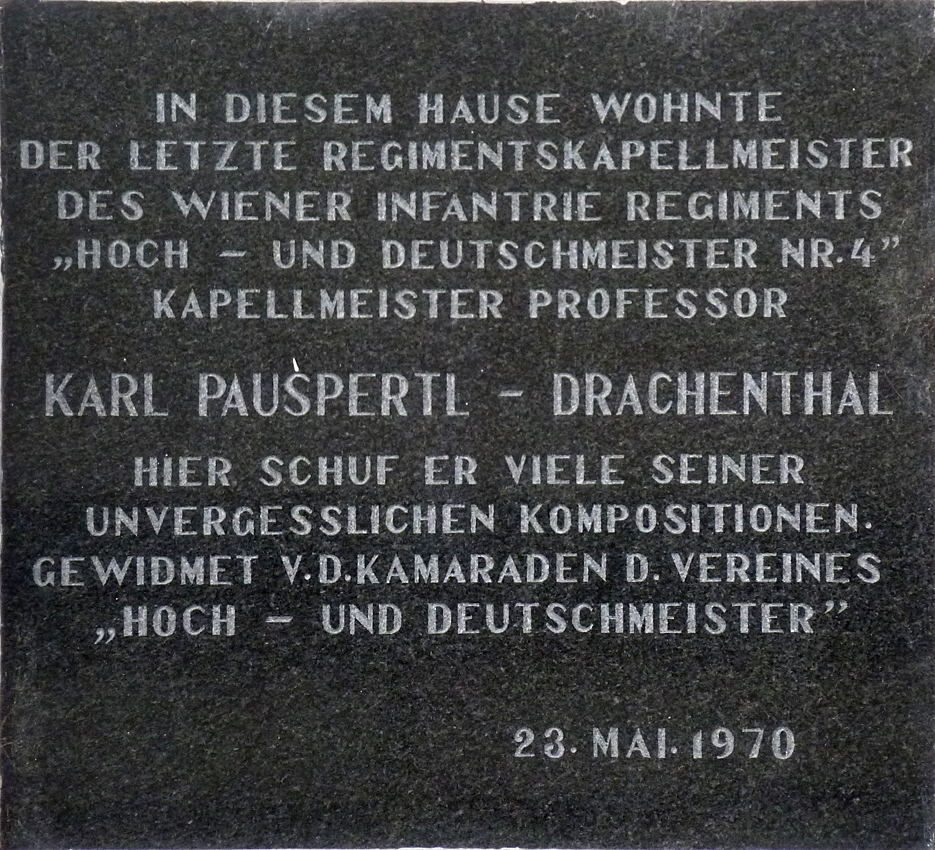 IN DIESEM HAUSE WOHNTE
DER LETZTE REGIMENTSKAPELLMEISTER
DES WIENER INFANTRIE REGIMENTS
„HOCH – UND DEUTSCHMEISTER NR. 4”
KAPELLMEISTER PROFESSOR
KARL PAUSPERTL – DRACHENTHAL
HIER SCHUF ER VIELE SEINER
UNVERGESSLICHEN KOMPOSITIONEN.
GEWIDMET V.D.KAMARADEN D. VEREINES
„HOCH – UND DEUTSCHMEISTER”
23. MAI. 1970